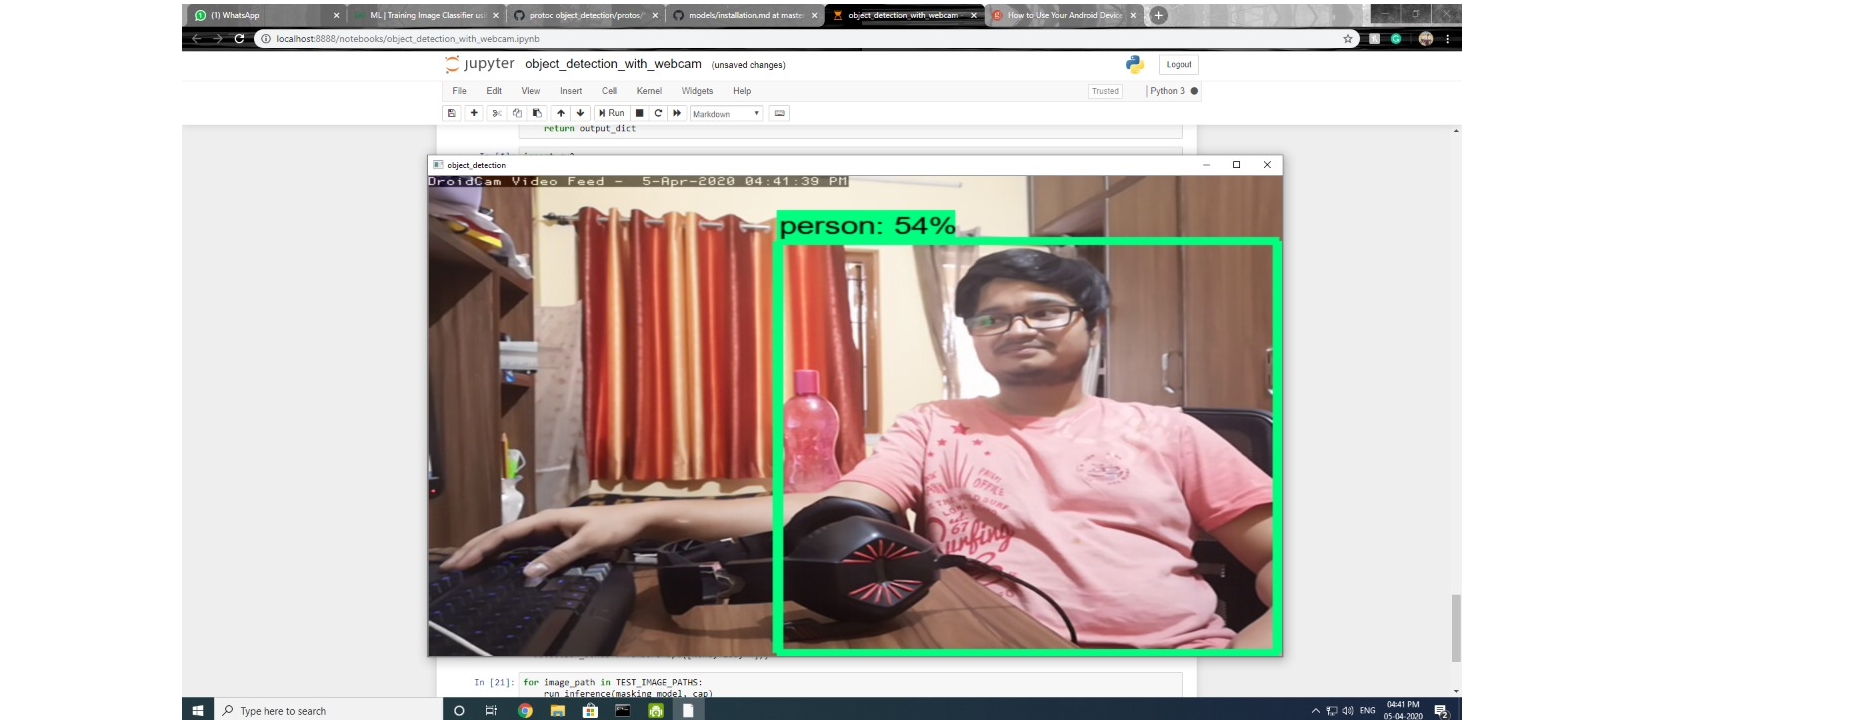 (1) WhatsApp
ML | Training Image Classifier usi
protoc object_detection/protos/
models/installation.md at master
object_detection_with_webcam
How to Use Your Android Device
localhost:8888/notebooks/object_detection_with_webcam.ipynb
jupyter object_detection_with_webcam (unsaved changes)
Logout
File Edit View Insert Cell Kernel Widgets Help
Trusted
Python 3
Run
Markdown
return output_dict
object_detection
DroidCam Video Feed - 5-Apr-2020 04:41:39 PM
person: 54%
OFFICE
67
Surfing
In [21]: for image_path in TEST_IMAGE_PATHS:
run_inference(masking_model, cap)
Type here to search
ENG
04:41 PM
05-04-2020
2